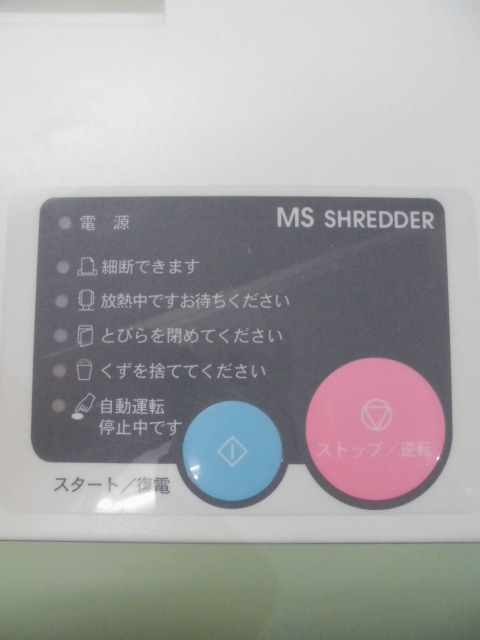 電 源
MS SHREDDER
細断できます
放熱中ですお待ちください
とびらを閉めてください
くずを捨ててください
自動運転
停止中です
ストップ／逆転
スタート／復電